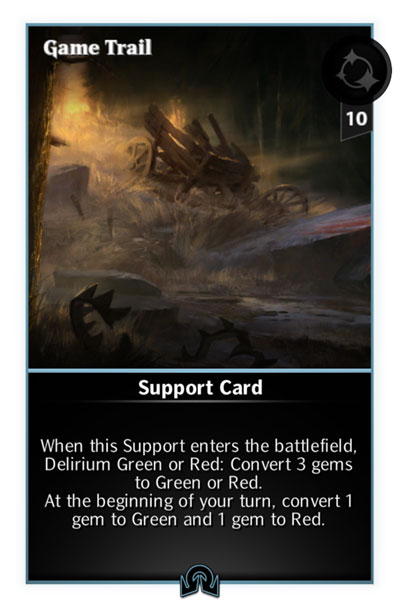 Game Trail
10
Support Card
When this Support enters the battlefield,
Delirium Green or Red: Convert 3 gems
to Green or Red.
At the beginning of your turn, convert 1
gem to Green and 1 gem to Red.